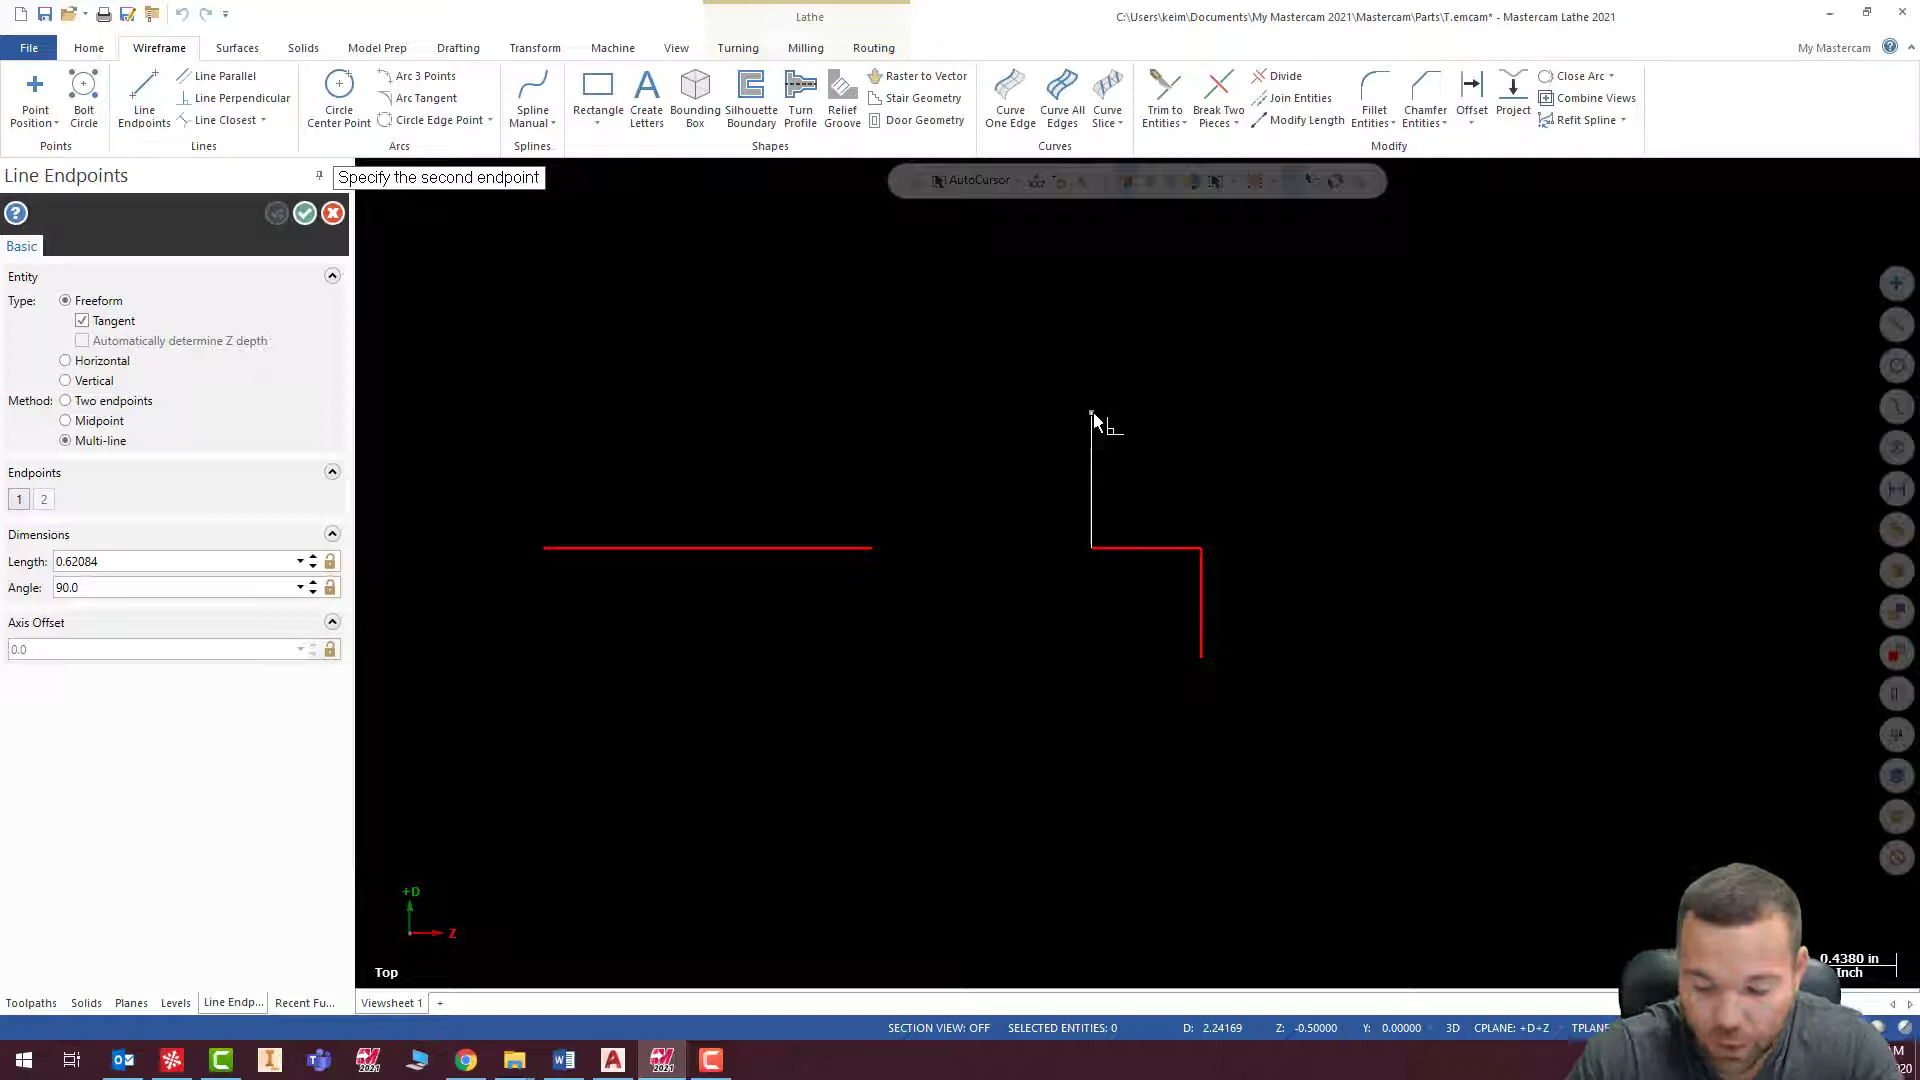 Lathe
C:\Users\keim\Documents\My Mastercam 2021\Mastercam\Parts\T.emcam* - Mastercam Lathe 2021
File
Home
Wireframe
Surfaces
Solids
Model Prep
Drafting
Transform
Machine
View
Turning
Milling
Routing
My Mastercam
Point Position
Bolt Circle
Points
Line Endpoints
Line Parallel
Line Perpendicular
Line Closest
Lines
Circle Center Point
Arc 3 Points
Arc Tangent
Circle Edge Point
Arcs
Spline Manual
Splines
Rectangle
Create Letters
Bounding Box
Silhouette Boundary
Turn Profile
Relief Groove
Raster to Vector
Stair Geometry
Door Geometry
Shapes
Curve One Edge
Curve All Edges
Curve Slice
Curves
Trim to Entities
Break Two Pieces
Divide
Join Entities
Modify Length
Fillet Entities
Chamfer Entities
Offset
Project
Close Arc
Combine Views
Refit Spline
Modify
Line Endpoints
Specify the second endpoint
AutoCursor
Basic
Entity
Type:
Freeform
Tangent
Automatically determine Z depth
Horizontal
Vertical
Method:
Two endpoints
Midpoint
Multi-line
Endpoints
1
2
Dimensions
Length:
0.62084
Angle:
90.0
Axis Offset
0.0
+D
Z
Top
0.4380 in
Inch
Toolpaths
Solids
Planes
Levels
Line Endp...
Recent Fu...
Viewsheet 1
+
SECTION VIEW: OFF
SELECTED ENTITIES: 0
D: 2.24169
Z: -0.50000
Y: 0.00000
3D
CPLANE: +D+Z
TPLANE
2021
2021